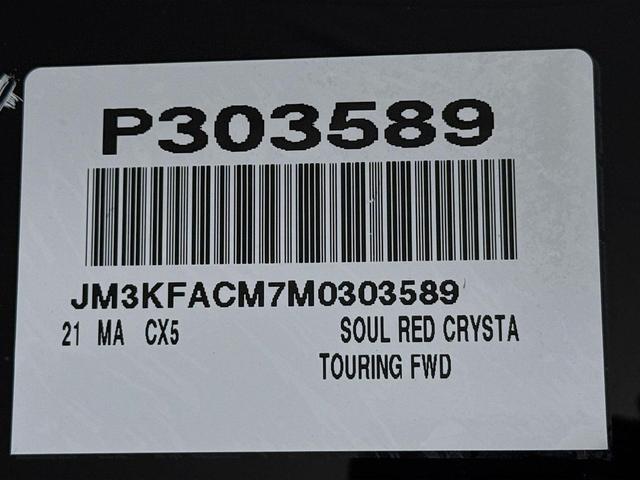 P303589
JM3KFACM7M0303589
21 MA CX5 SOUL RED CRYSTA
TOURING FWD